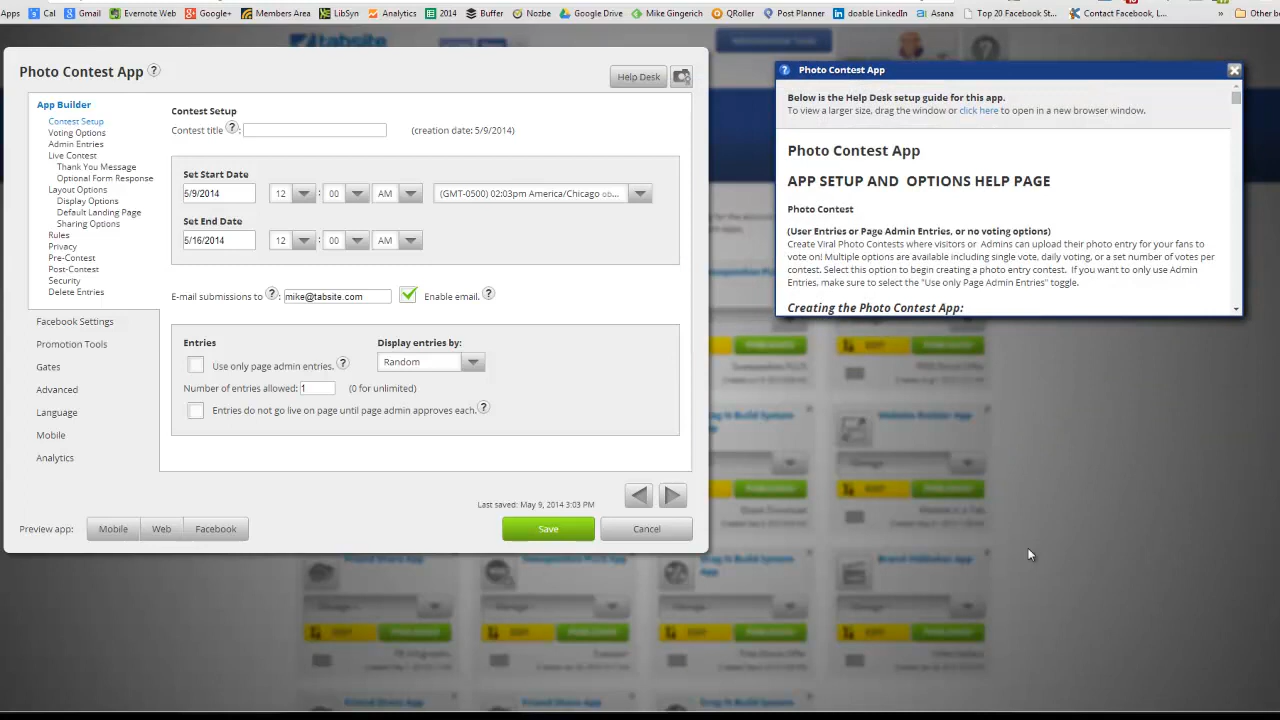 Apps Cal Gmail Evernote Web Google+ Members Area LibSyn Analytics 2014 Buffer Nozbe Google Drive Mike Gingerich QRoller Post Planner doable LinkedIn Asana Top 20 Facebook St... Contact Facebook, L... » Other b
tabsite
Photo Contest App ?
Help Desk
App Builder
Contest Setup
Voting Options
Admin Entries
Live Contest
Thank You Message
Optional Form Response
Layout Options
Display Options
Default Landing Page
Sharing Options
Rules
Privacy
Pre-Contest
Post-Contest
Security
Delete Entries
Facebook Settings
Promotion Tools
Gates
Advanced
Language
Mobile
Analytics
Contest Setup
Contest title ? : (creation date: 5/9/2014)
Set Start Date
5/9/2014 12 : 00 AM (GMT-0500) 02:03pm America/Chicago ob...
Set End Date
5/16/2014 12 : 00 AM
E-mail submissions to ? : mike@tabsite.com Enable email. ?
Entries Display entries by:
Use only page admin entries. ? Random
Number of entries allowed: 1 (0 for unlimited)
Entries do not go live on page until page admin approves each. ?
Last saved: May 9, 2014 3:03 PM
Preview app: Mobile Web Facebook Save Cancel
? Photo Contest App
Below is the Help Desk setup guide for this app.
To view a larger size, drag the window or click here to open in a new browser window.
Photo Contest App
APP SETUP AND OPTIONS HELP PAGE
Photo Contest
(User Entries or Page Admin Entries, or no voting options)
Create Viral Photo Contests where visitors or Admins can upload their photo entry for your fans to
vote on! Multiple options are available including single vote, daily voting, or a set number of votes per
contest. Select this option to begin creating a photo entry contest. If you want to only use Admin
Entries, make sure to select the "Use only Page Admin Entries" toggle.
Creating the Photo Contest App: